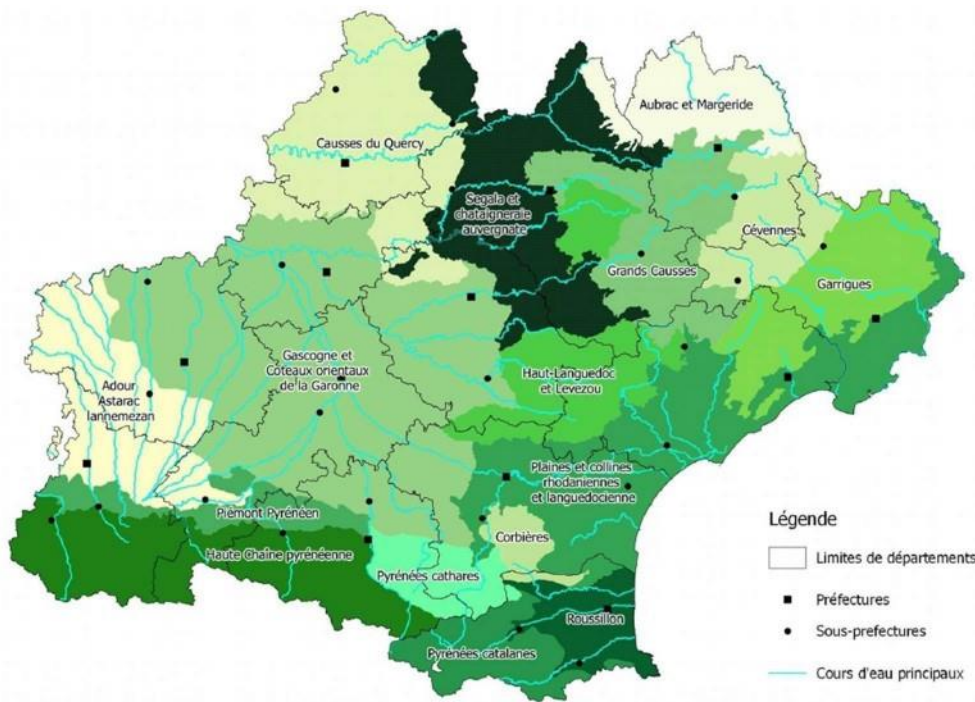 Aubrac et Margeride
Causses du Quercy
Segala et
chataigneraie
auvergnate
Cévennes
Grands Causses
Garrigues
Gascogne et
Coteaux orientaux
de la Garonne
Haut-Languedoc
et Levezou
Adour
Astarac
lannemezan
Plaines et collines
rhodaniennes
et languedocienne
Piémont Pyrénéen
Corbières
Haute Chaîne pyrénéenne
Pyrénées cathares
Roussillon
Pyrénées catalanes
Légende
Limites de départements
Préfectures
Sous-prefectures
Cours d'eau principaux